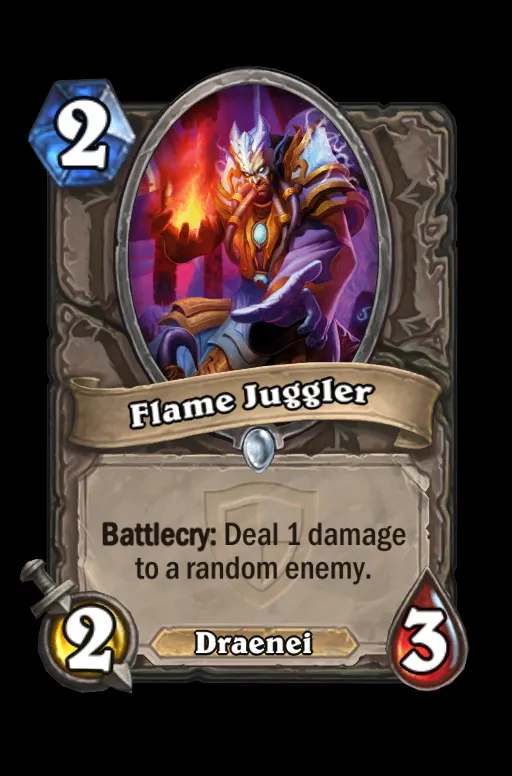 2
Flame Juggler
Battlecry: Deal 1 damage
to a random enemy.
2
Draenei
3